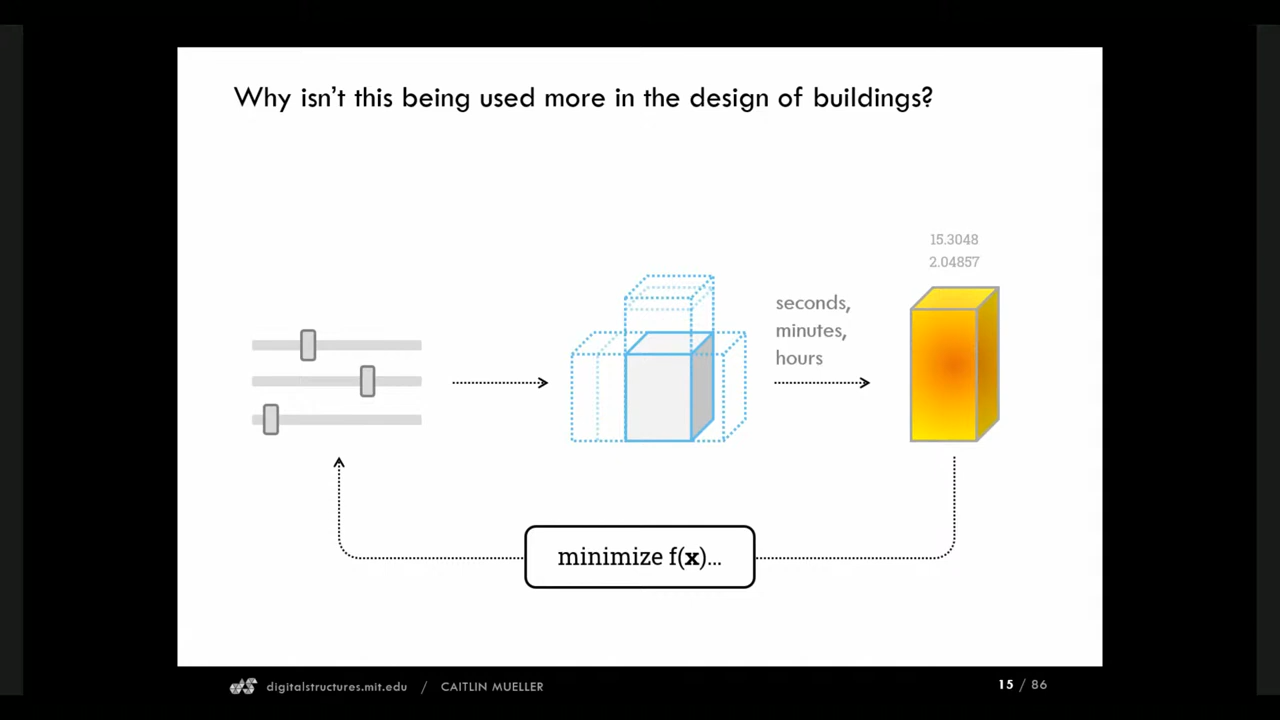 Why isn't this being used more in the design of buildings?
15.3048
2.04857
seconds,
minutes,
hours
minimize f(x)...
digitalstructures.mit.edu / CAITLIN MUELLER
15 / 86